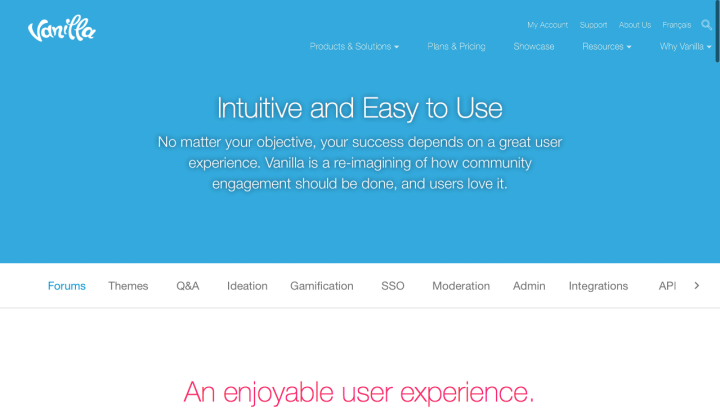 Vanilla
My Account Support About Us Français
Products & Solutions Plans & Pricing Showcase Resources Why Vanilla
Intuitive and Easy to Use
No matter your objective, your success depends on a great user
experience. Vanilla is a re-imagining of how community
engagement should be done, and users love it.
Forums Themes Q&A Ideation Gamification SSO Moderation Admin Integrations API
An enjoyable user experience.